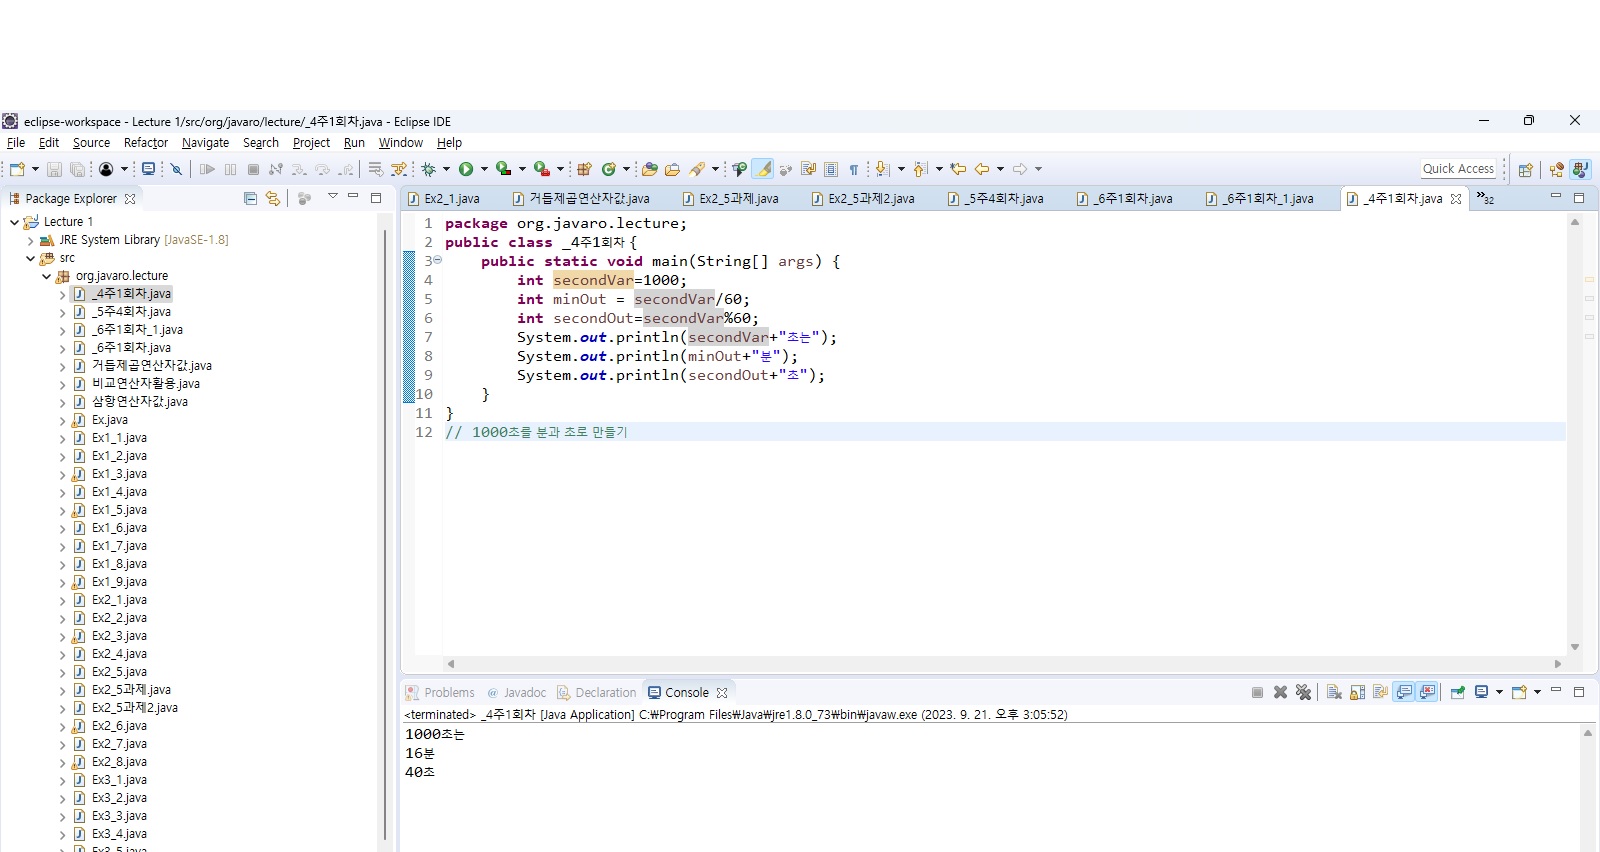 eclipse-workspace - Lecture 1/src/org/javaro/lecture/_4주1회차.java - Eclipse IDE
File Edit Source Refactor Navigate Search Project Run Window Help
Quick Access
Package Explorer
Lecture 1
JRE System Library [JavaSE-1.8]
src
org.javaro.lecture
_4주1회차.java
_5주4회차.java
_6주1회차_1.java
_6주1회차.java
거듭제곱연산자값.java
비교연산자활용.java
삼항연산자값.java
Ex.java
Ex1_1.java
Ex1_2.java
Ex1_3.java
Ex1_4.java
Ex1_5.java
Ex1_6.java
Ex1_7.java
Ex1_8.java
Ex1_9.java
Ex2_1.java
Ex2_2.java
Ex2_3.java
Ex2_4.java
Ex2_5.java
Ex2_5과제.java
Ex2_5과제2.java
Ex2_6.java
Ex2_7.java
Ex2_8.java
Ex3_1.java
Ex3_2.java
Ex3_3.java
Ex3_4.java
Ex3_5.java
Ex2_1.java 거듭제곱연산자값.java Ex2_5과제.java Ex2_5과제2.java _5주4회차.java _6주1회차.java _6주1회차_1.java _4주1회차.java »32
1 package org.javaro.lecture;
2 public class _4주1회차 {
3 public static void main(String[] args) {
4 int secondVar=1000;
5 int minOut = secondVar/60;
6 int secondOut=secondVar%60;
7 System.out.println(secondVar+"초는");
8 System.out.println(minOut+"분");
9 System.out.println(secondOut+"초");
10 }
11 }
12 // 1000초를 분과 초로 만들기
Problems @ Javadoc Declaration Console
<terminated> _4주1회차 [Java Application] C:₩Program Files₩Java₩jre1.8.0_73₩bin₩javaw.exe (2023. 9. 21. 오후 3:05:52)
1000초는
16분
40초